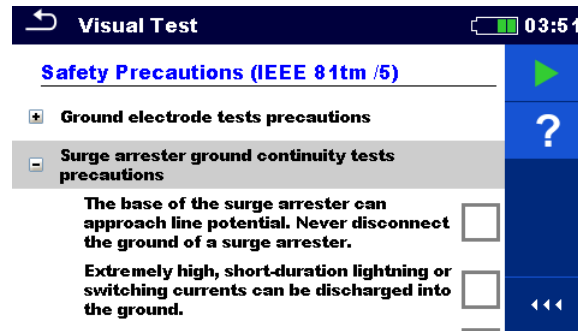 Visual Test
03:51
Safety Precautions (IEEE 81tm /5)
Ground electrode tests precautions
?
Surge arrester ground continuity tests
precautions
The base of the surge arrester can
approach line potential. Never disconnect
the ground of a surge arrester.
Extremely high, short-duration lightning or
switching currents can be discharged into
the ground.